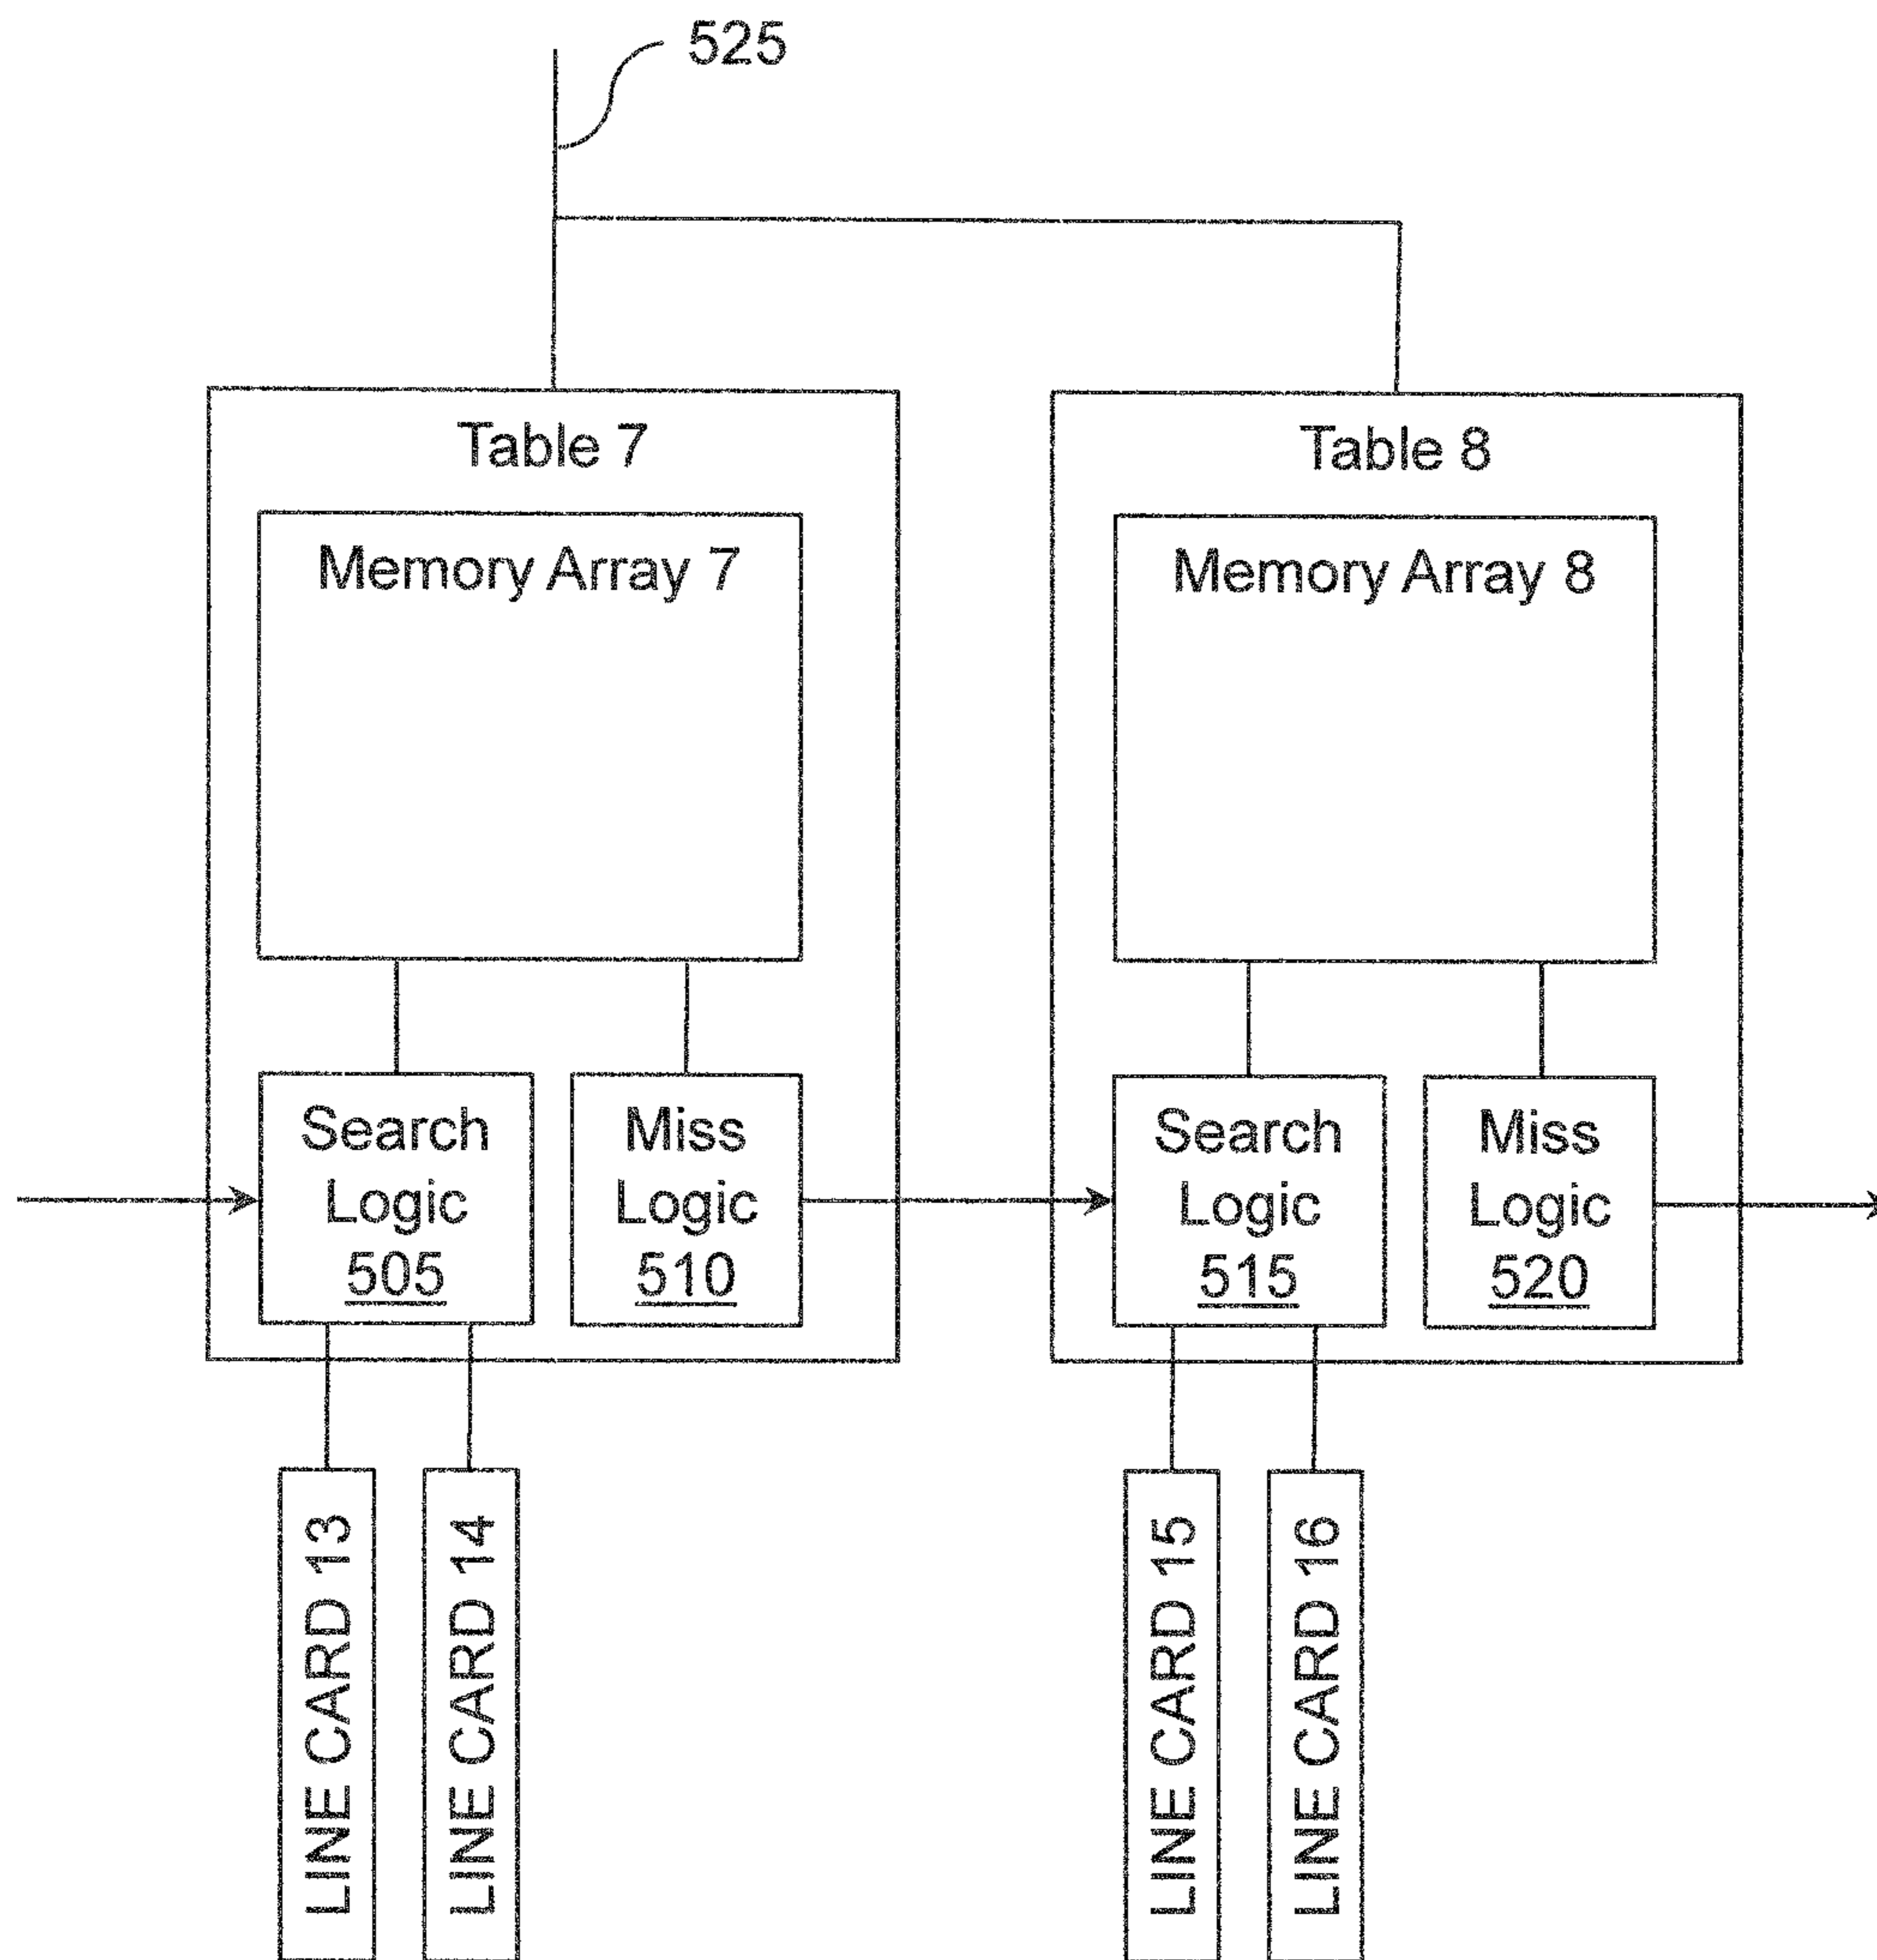 525
Table 7
Memory Array 7
Search
Logic
505
Miss
Logic
510
Table 8
Memory Array 8
Search
Logic
515
Miss
Logic
520
LINE CARD 13
LINE CARD 14
LINE CARD 15
LINE CARD 16